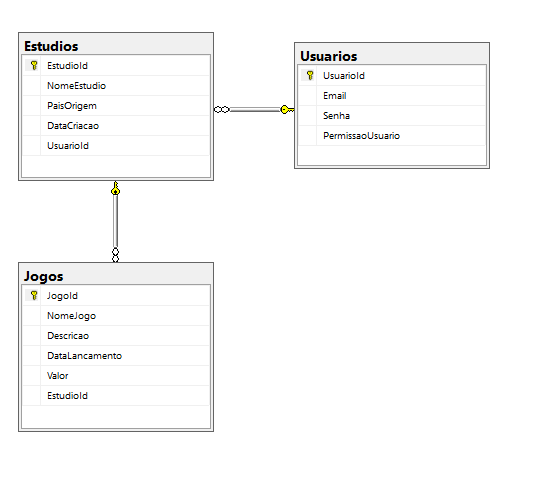 Estudios
EstudioId
NomeEstudio
PaisOrigem
DataCriacao
UsuarioId
Usuarios
UsuarioId
Email
Senha
PermissaoUsuario
Jogos
JogoId
NomeJogo
Descricao
DataLancamento
Valor
EstudioId